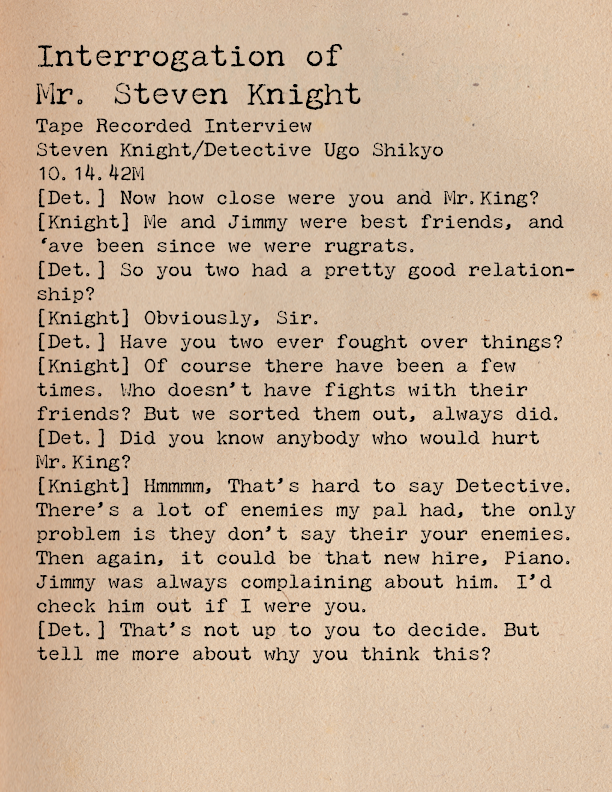 Interrogation of
Mr. Steven Knight
Tape Recorded Interview
Steven Knight/Detective Ugo Shikyo
10.14.42M
[Det.] Now how close were you and Mr.King?
[Knight] Me and Jimmy were best friends, and
'ave been since we were rugrats.
[Det.] So you two had a pretty good relation-
ship?
[Knight] Obviously, Sir.
[Det.] Have you two ever fought over things?
[Knight] Of course there have been a few
times. Who doesn't have fights with their
friends? But we sorted them out, always did.
[Det.] Did you know anybody who would hurt
Mr.King?
[Knight] Hmmmm, That's hard to say Detective.
There's a lot of enemies my pal had, the only
problem is they don't say their your enemies.
Then again, it could be that new hire, Piano.
Jimmy was always complaining about him. I'd
check him out if I were you.
[Det.] That's not up to you to decide. But
tell me more about why you think this?